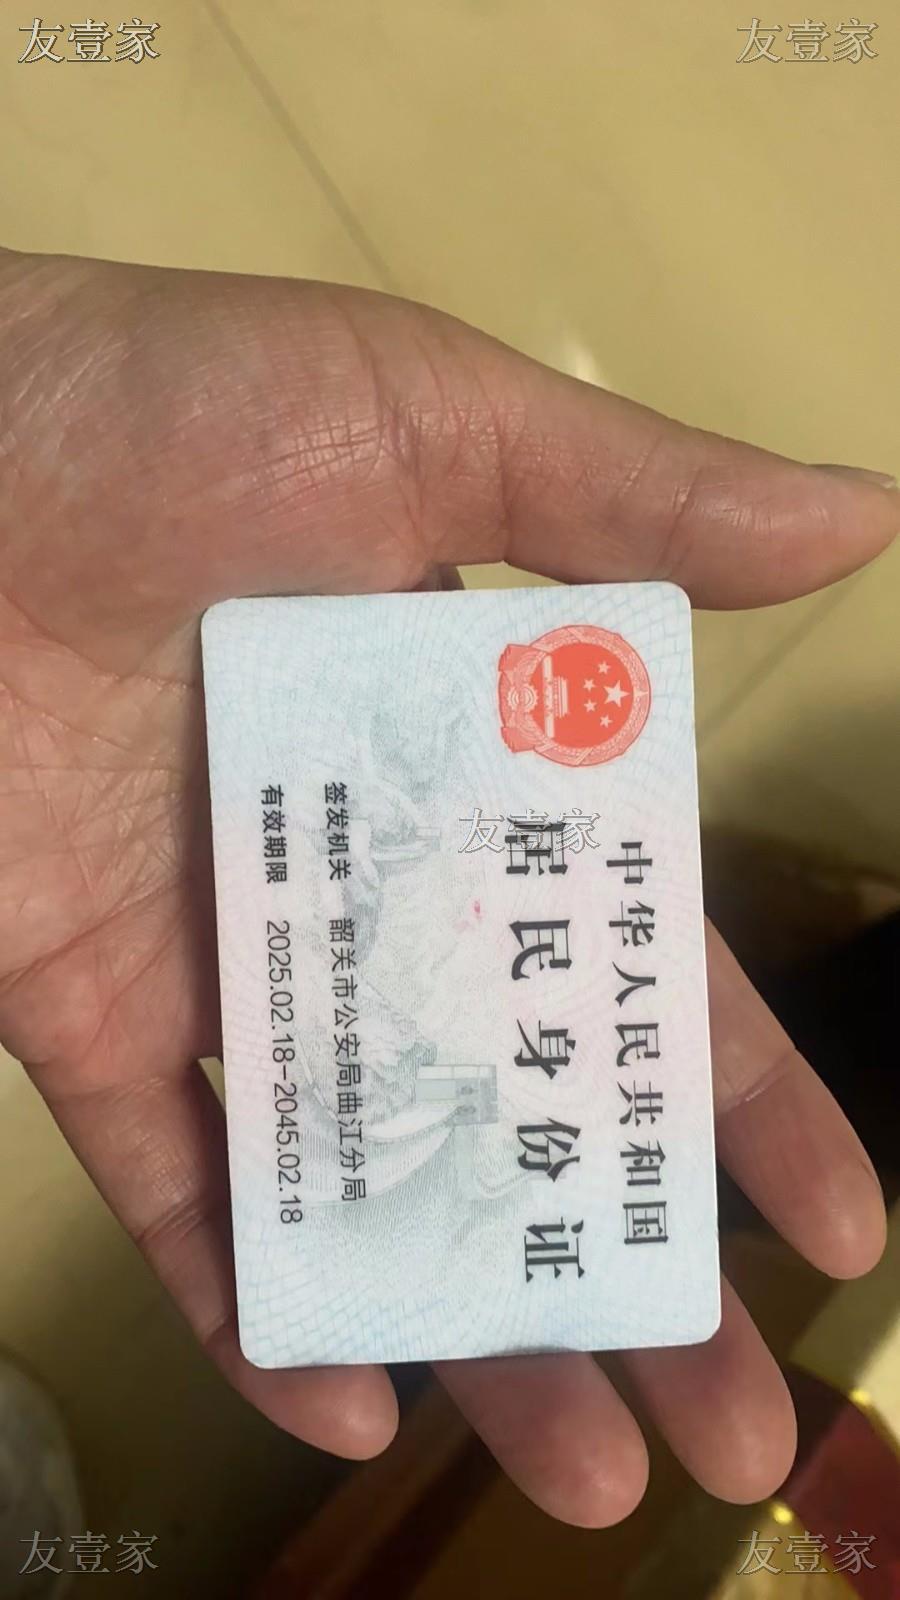 友壹家
友壹家
中华人民共和国
居民身份证
友壹家
签发机关 韶关市公安局曲江分局
有效期限 2025.02.18-2045.02.18
友壹家
友壹家